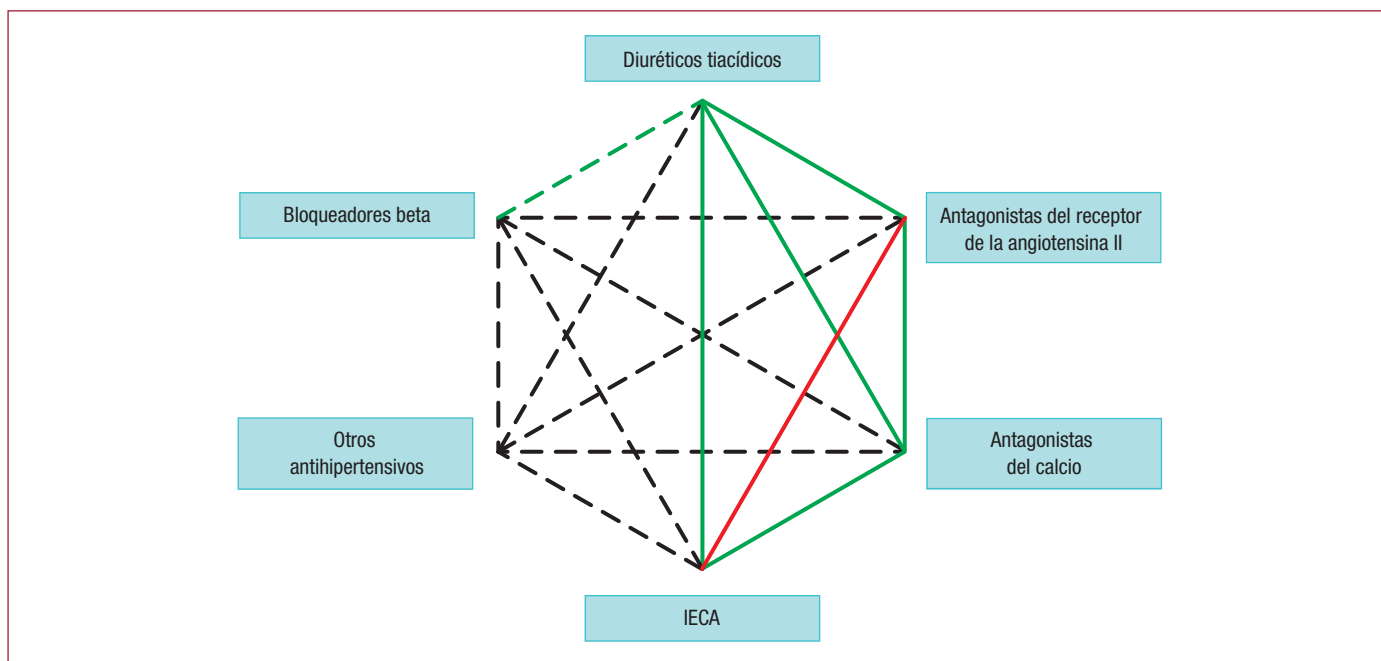 Diuréticos tiacídicos
Bloqueadores beta
Antagonistas del receptor
de la angiotensina II
Otros
antihipertensivos
Antagonistas
del calcio
IECA